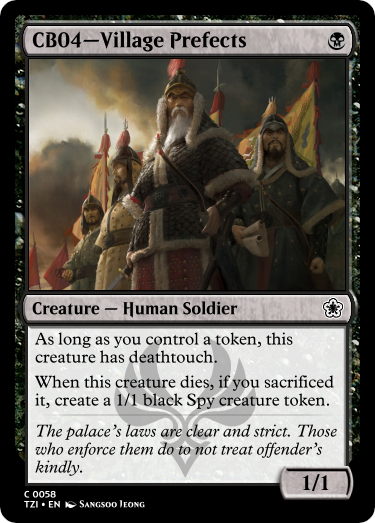 CB04—Village Prefects
Creature — Human Soldier
As long as you control a token, this
creature has deathtouch.
When this creature dies, if you sacrificed
it, create a 1/1 black Spy creature token.
The palace's laws are clear and strict. Those
who enforce them do to not treat offender's
kindly.
1/1
C 0058
TZI • EN Sangsoo Jeong